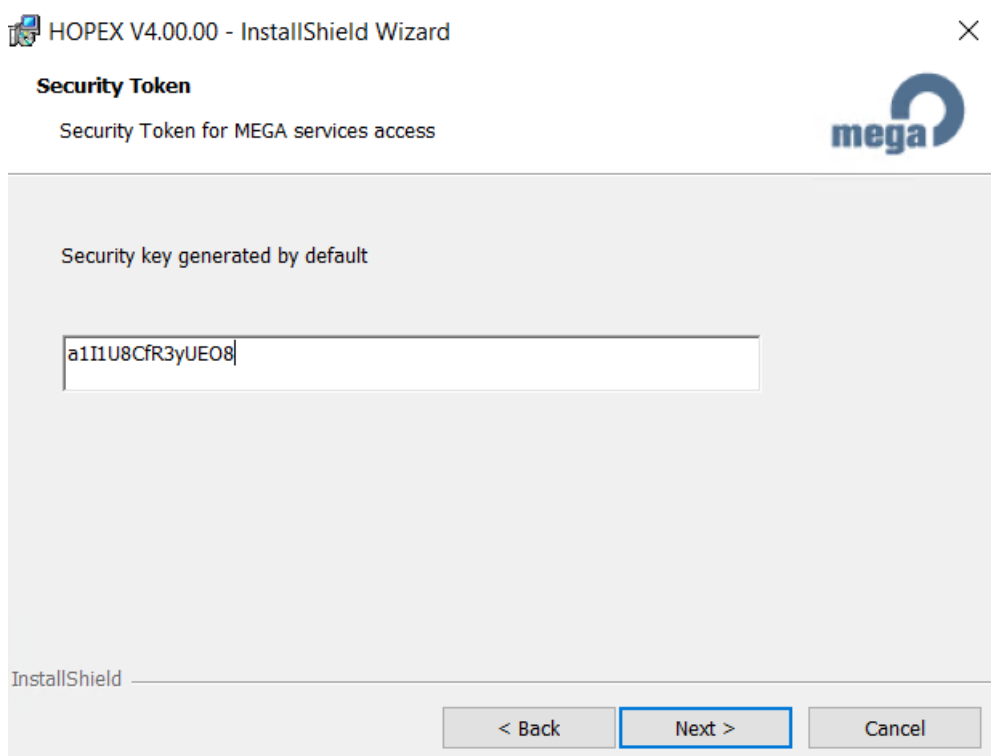 HOPEX V4.00.00 - InstallShield Wizard
Security Token
Security Token for MEGA services access
mega
Security key generated by default
a1I1U8CfR3yUEO8
InstallShield
< Back
Next >
Cancel